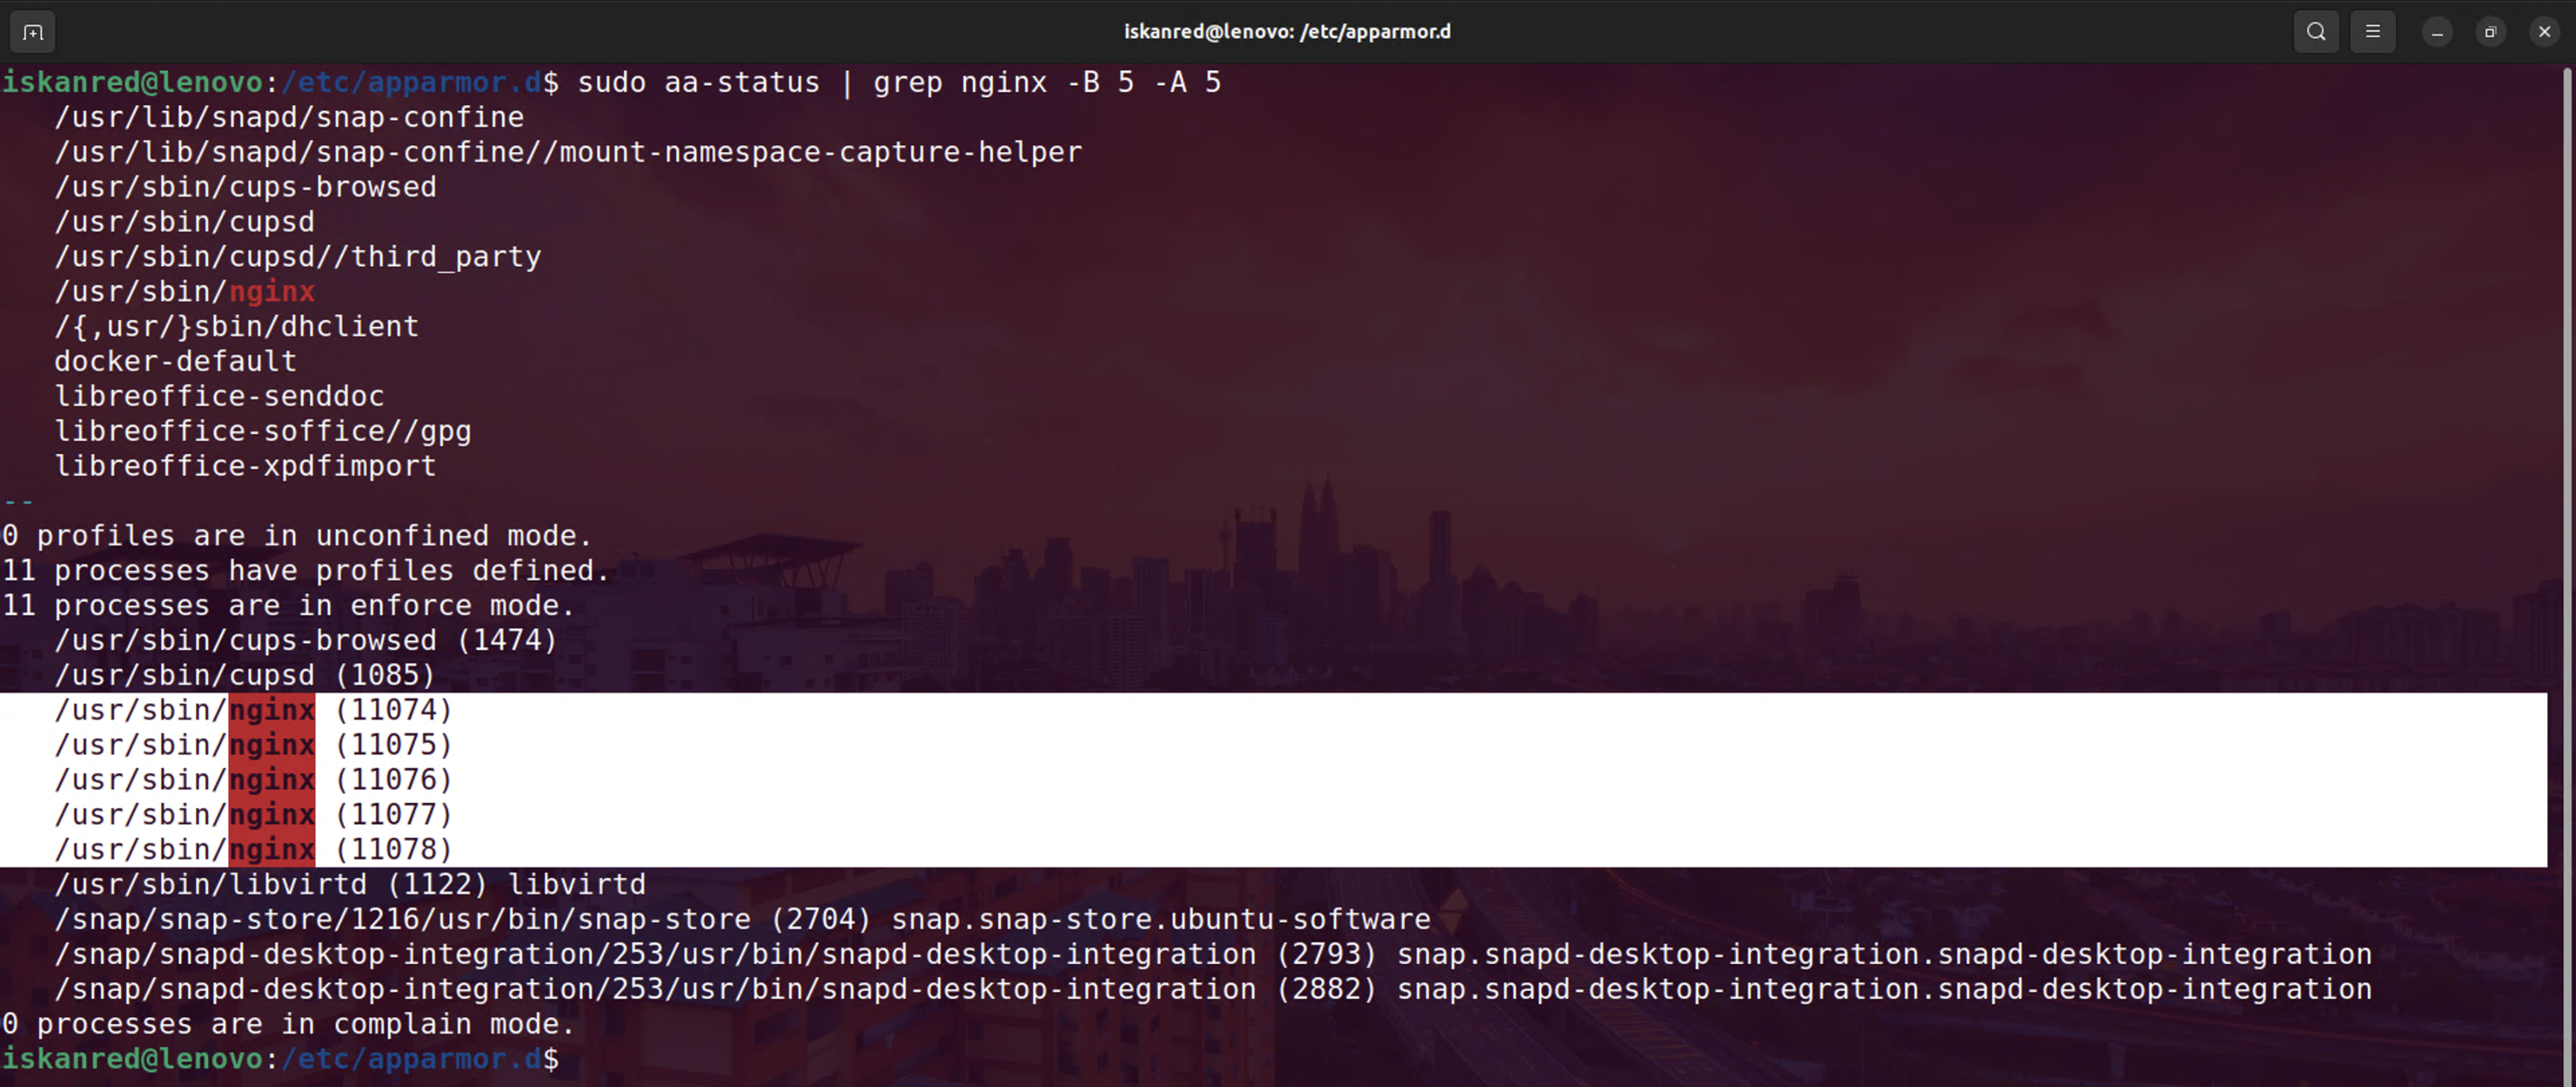 iskanred@lenovo: /etc/apparmor.d
iskanred@lenovo:/etc/apparmor.d$ sudo aa-status | grep nginx -B 5 -A 5
   /usr/lib/snapd/snap-confine
   /usr/lib/snapd/snap-confine//mount-namespace-capture-helper
   /usr/sbin/cups-browsed
   /usr/sbin/cupsd
   /usr/sbin/cupsd//third_party
   /usr/sbin/nginx
   /{,usr/}sbin/dhclient
   docker-default
   libreoffice-senddoc
   libreoffice-soffice//gpg
   libreoffice-xpdfimport
--
0 profiles are in unconfined mode.
11 processes have profiles defined.
11 processes are in enforce mode.
   /usr/sbin/cups-browsed (1474)
   /usr/sbin/cupsd (1085)
   /usr/sbin/nginx (11074)
   /usr/sbin/nginx (11075)
   /usr/sbin/nginx (11076)
   /usr/sbin/nginx (11077)
   /usr/sbin/nginx (11078)
   /usr/sbin/libvirtd (1122) libvirtd
   /snap/snap-store/1216/usr/bin/snap-store (2704) snap.snap-store.ubuntu-software
   /snap/snapd-desktop-integration/253/usr/bin/snapd-desktop-integration (2793) snap.snapd-desktop-integration.snapd-desktop-integration
   /snap/snapd-desktop-integration/253/usr/bin/snapd-desktop-integration (2882) snap.snapd-desktop-integration.snapd-desktop-integration
0 processes are in complain mode.
iskanred@lenovo:/etc/apparmor.d$